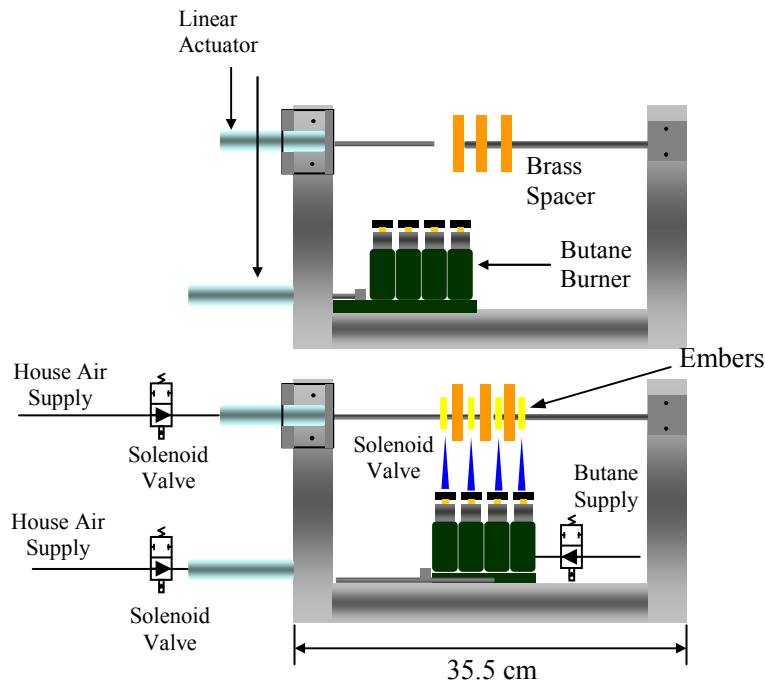 Linear
Actuator
Brass
Spacer
Butane
Burner
Embers
House Air
Supply
Solenoid
Valve
Solenoid
Valve
Butane
Supply
House Air
Supply
Solenoid
Valve
35.5 cm